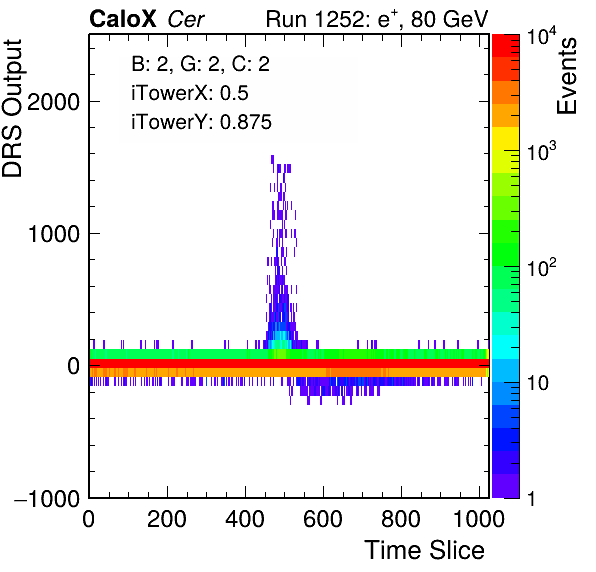 CaloX Cer
Run 1252: e⁺, 80 GeV
B: 2, G: 2, C: 2
iTowerX: 0.5
iTowerY: 0.875
DRS Output
2000
1000
0
−1000
0
200
400
600
800
1000
Time Slice
Events
10⁴
10³
10²
10
1